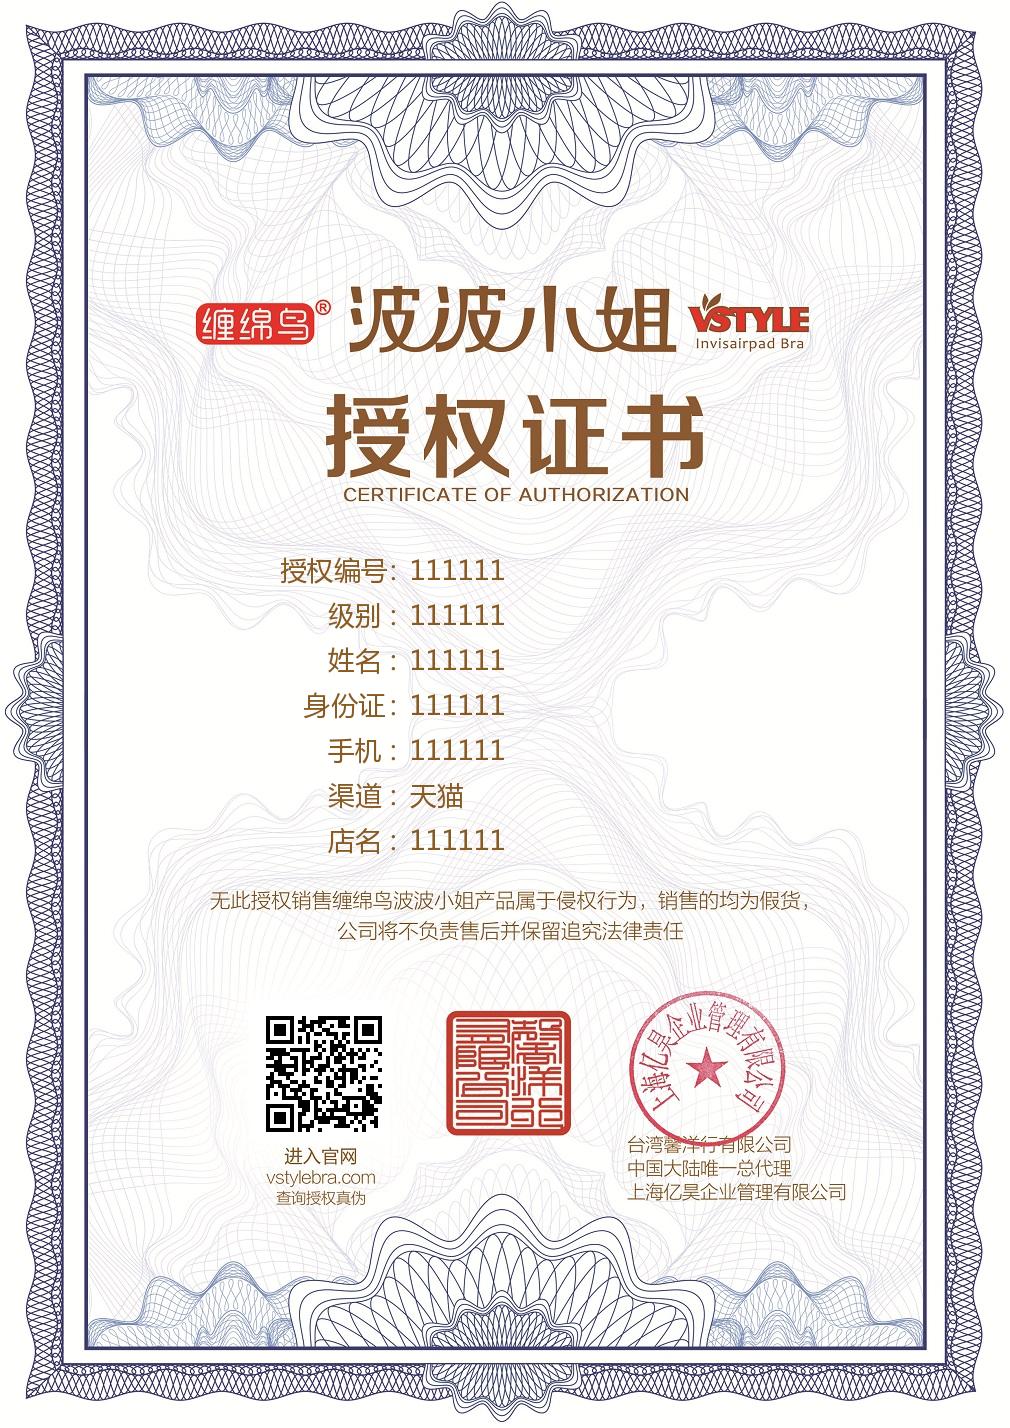 缠绵鸟®
波波小姐
VSTYLE
Invisairpad Bra
授权证书
CERTIFICATE OF AUTHORIZATION
授权编号：111111
级别：111111
姓名：111111
身份证：111111
手机：111111
渠道：天猫
店名：111111
无此授权销售缠绵鸟波波小姐产品属于侵权行为，销售的均为假货，
公司将不负责售后并保留追究法律责任
进入官网
vstylebra.com
查询授权真伪
馨洋行有限公司
上海亿昊企业管理有限公司
台湾馨洋行有限公司
中国大陆唯一总代理
上海亿昊企业管理有限公司